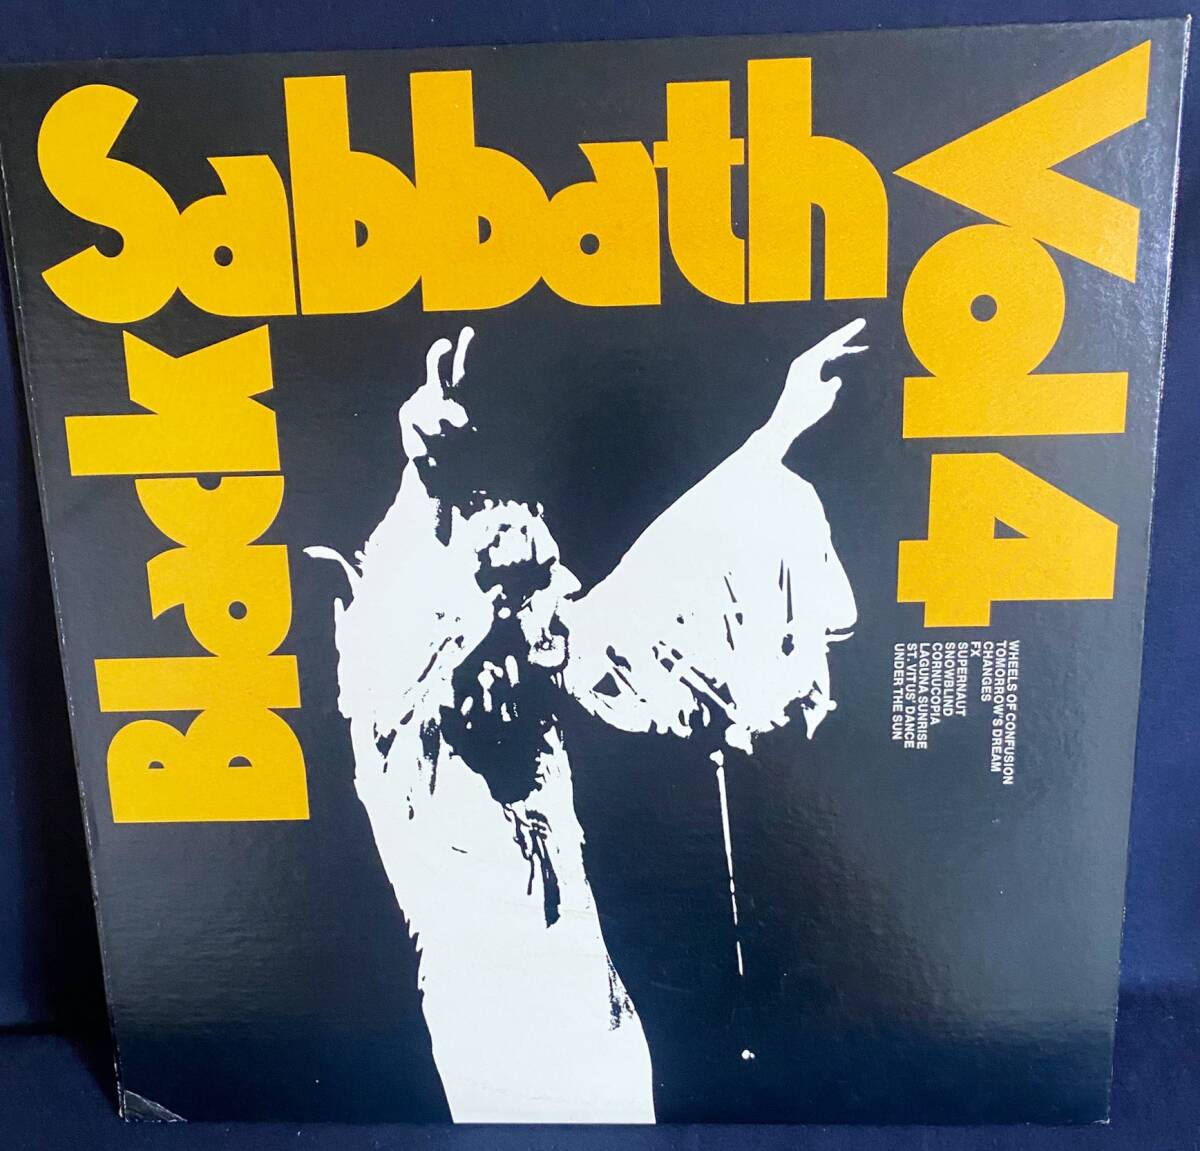 Black
Sabbath
Vol 4
WHEELS OF CONFUSION
TOMORROW'S DREAM
CHANGES
FX
SUPERNAUT
SNOWBLIND
CORNUCOPIA
LAGUNA SUNRISE
ST. VITUS' DANCE
UNDER THE SUN